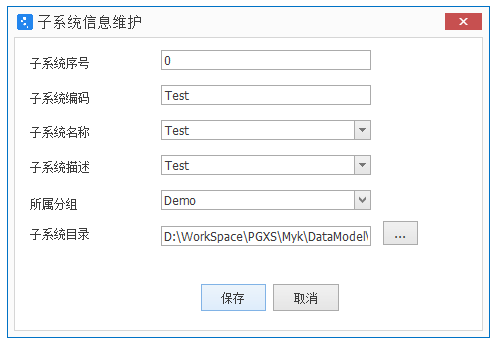 子系统信息维护
子系统序号 0
子系统编码 Test
子系统名称 Test
子系统描述 Test
所属分组 Demo
子系统目录 D:\WorkSpace\PGXS\Myk\DataModel\ ...
保存 取消